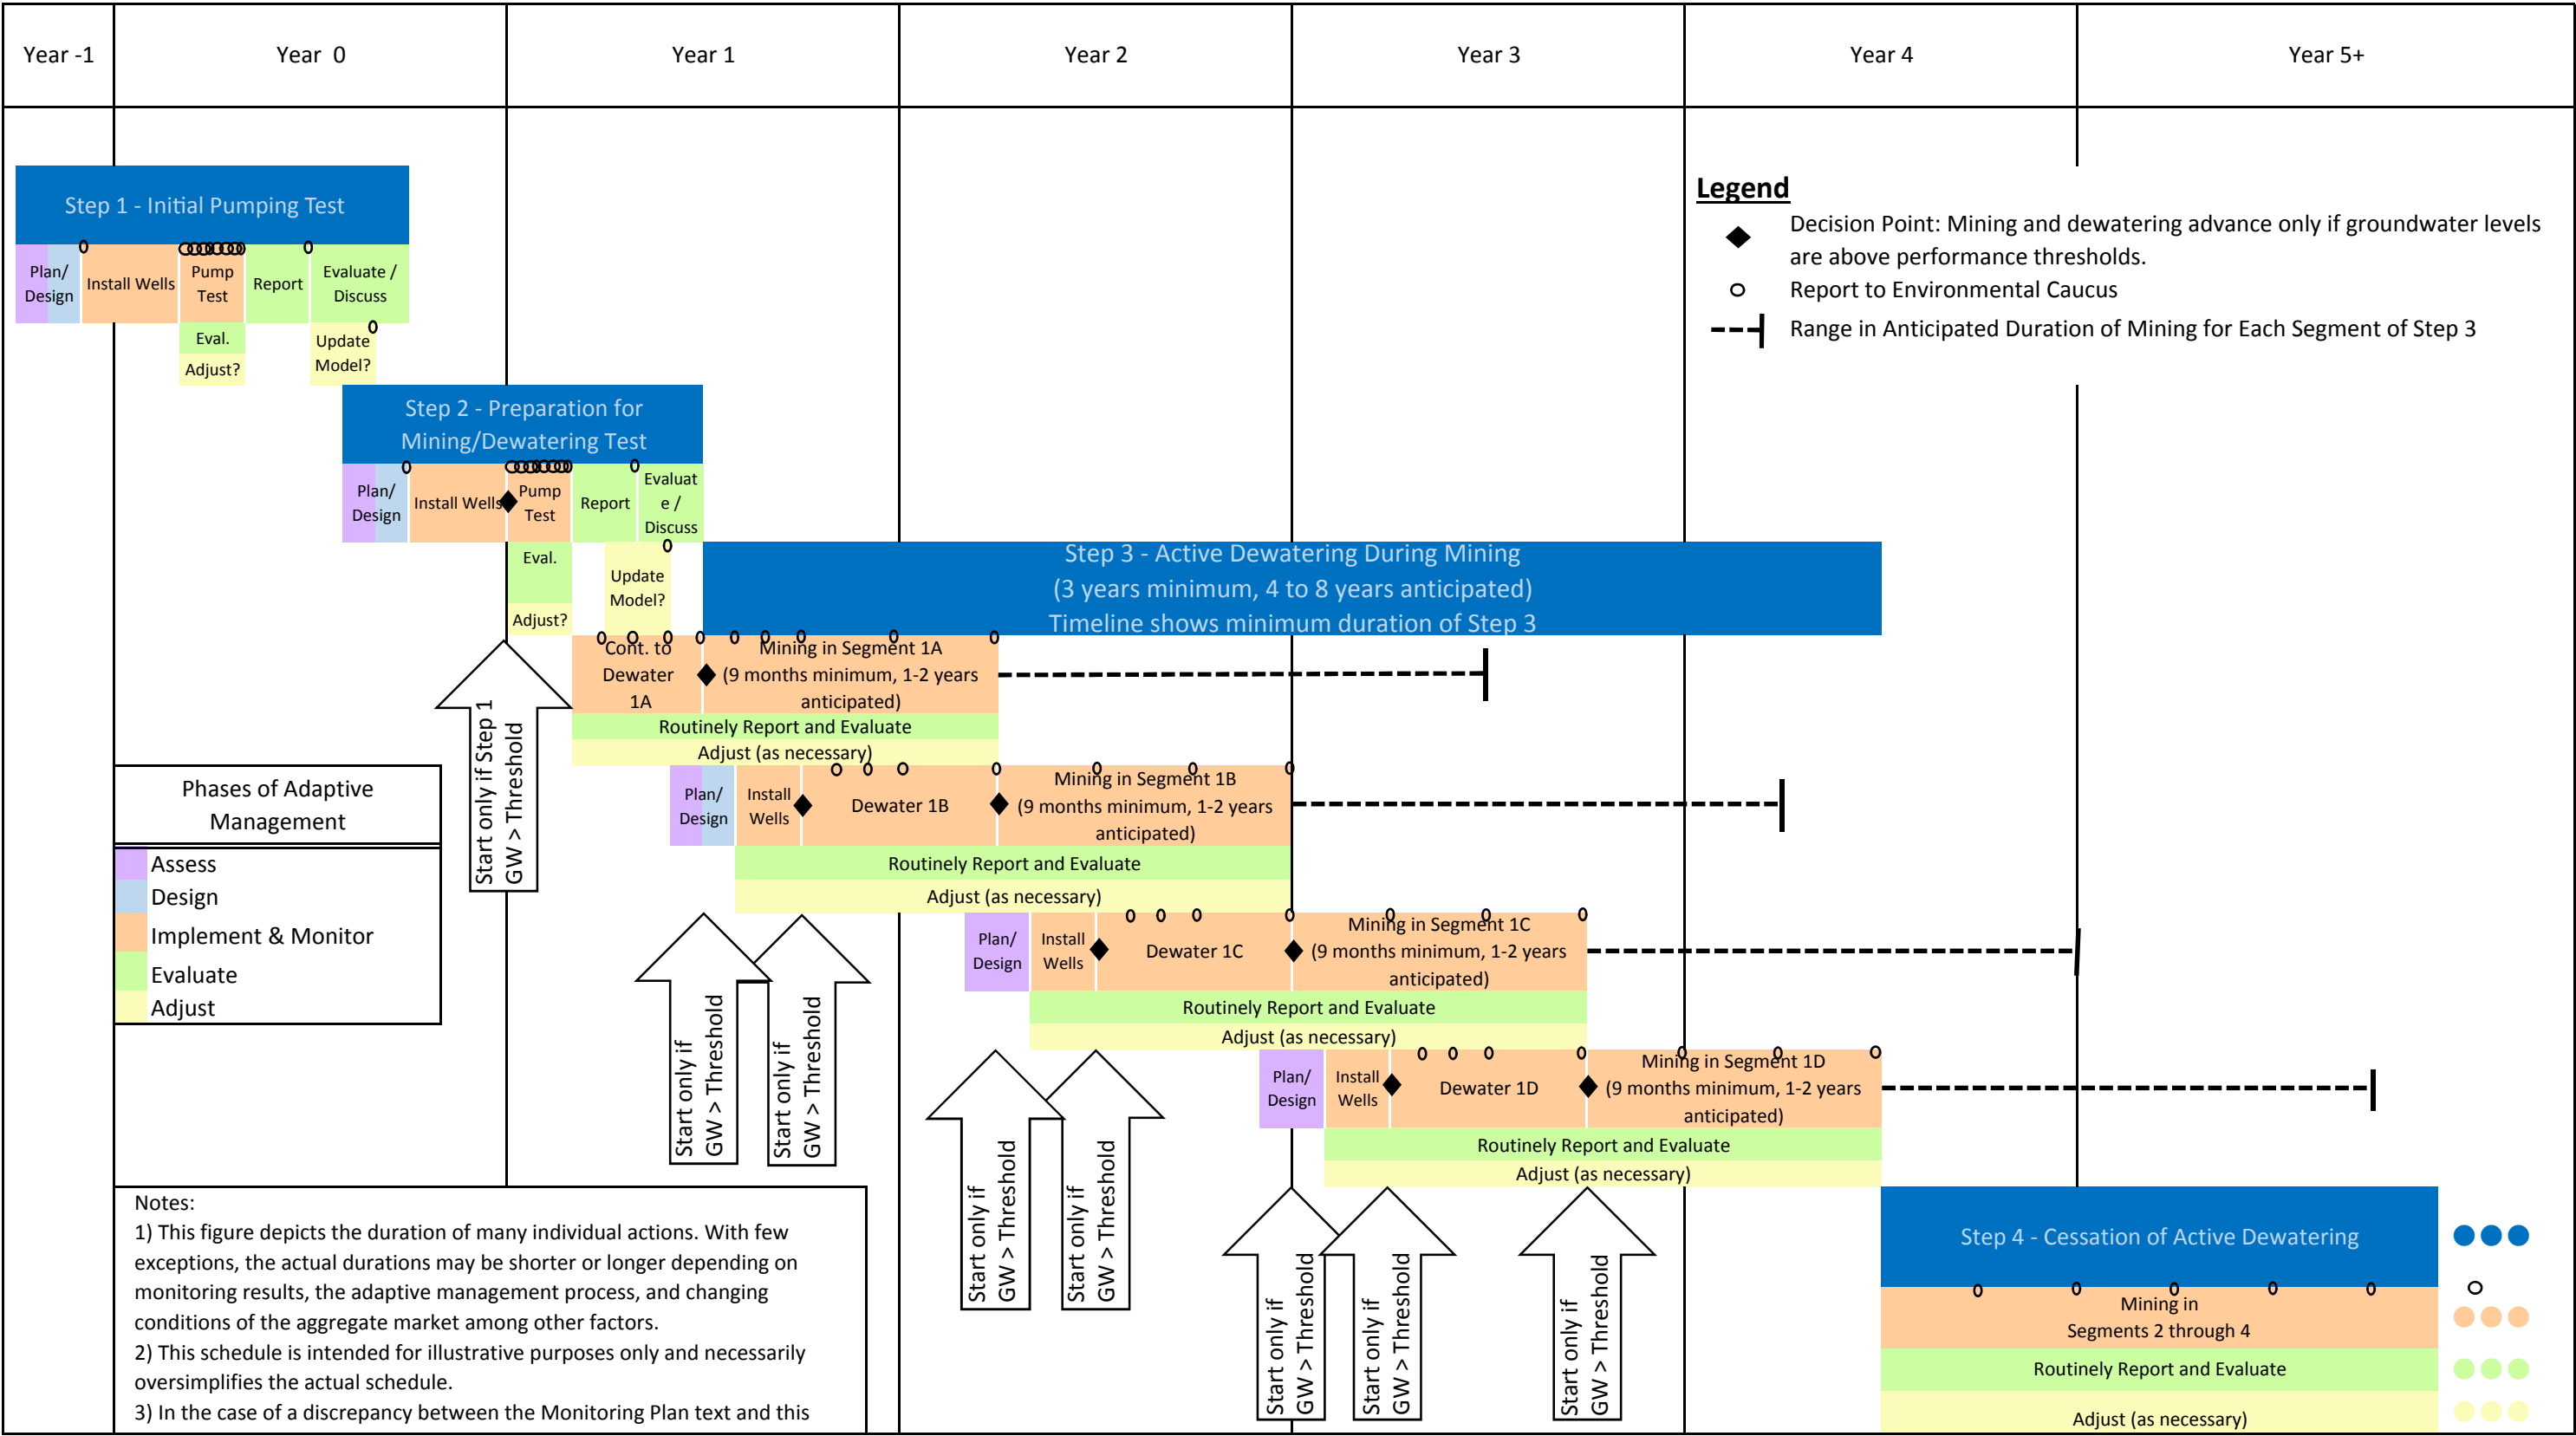 Year -1
Year 0
Year 1
Year 2
Year 3
Year 4
Year 5+
Step 1 - Initial Pumping Test
Plan/
Design
Install Wells
Pump
Test
Report
Evaluate /
Discuss
Eval.
Adjust?
Update
Model?
Legend
Decision Point: Mining and dewatering advance only if groundwater levels
are above performance thresholds.
Report to Environmental Caucus
Range in Anticipated Duration of Mining for Each Segment of Step 3
Step 2 - Preparation for
Mining/Dewatering Test
Plan/
Design
Install Wells
Pump
Test
Report
Evaluat
e /
Discuss
Eval.
Adjust?
Update
Model?
Step 3 - Active Dewatering During Mining
(3 years minimum, 4 to 8 years anticipated)
Timeline shows minimum duration of Step 3
Cont. to
Dewater
1A
Mining in Segment 1A
(9 months minimum, 1-2 years
anticipated)
Routinely Report and Evaluate
Adjust (as necessary)
Start only if Step 1
GW > Threshold
Plan/
Design
Install
Wells
Dewater 1B
Mining in Segment 1B
(9 months minimum, 1-2 years
anticipated)
Routinely Report and Evaluate
Adjust (as necessary)
Phases of Adaptive
Management
Assess
Design
Implement & Monitor
Evaluate
Adjust
Start only if
GW > Threshold
Start only if
GW > Threshold
Plan/
Design
Install
Wells
Dewater 1C
Mining in Segment 1C
(9 months minimum, 1-2 years
anticipated)
Routinely Report and Evaluate
Adjust (as necessary)
Start only if
GW > Threshold
Start only if
GW > Threshold
Plan/
Design
Install
Wells
Dewater 1D
Mining in Segment 1D
(9 months minimum, 1-2 years
anticipated)
Routinely Report and Evaluate
Adjust (as necessary)
Start only if
GW > Threshold
Start only if
GW > Threshold
Start only if
GW > Threshold
Step 4 - Cessation of Active Dewatering
Mining in
Segments 2 through 4
Routinely Report and Evaluate
Adjust (as necessary)
Notes:
1) This figure depicts the duration of many individual actions. With few
exceptions, the actual durations may be shorter or longer depending on
monitoring results, the adaptive management process, and changing
conditions of the aggregate market among other factors.
2) This schedule is intended for illustrative purposes only and necessarily
oversimplifies the actual schedule.
3) In the case of a discrepancy between the Monitoring Plan text and this